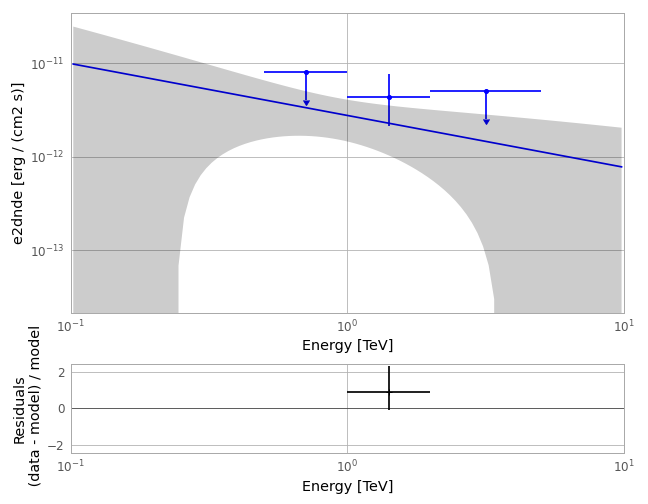 e2dnde [erg / (cm2 s)]
10⁻¹¹
10⁻¹²
10⁻¹³
10⁻¹
10⁰
10¹
Energy [TeV]
Residuals
(data - model) / model
2
0
−2
10⁻¹
10⁰
10¹
Energy [TeV]